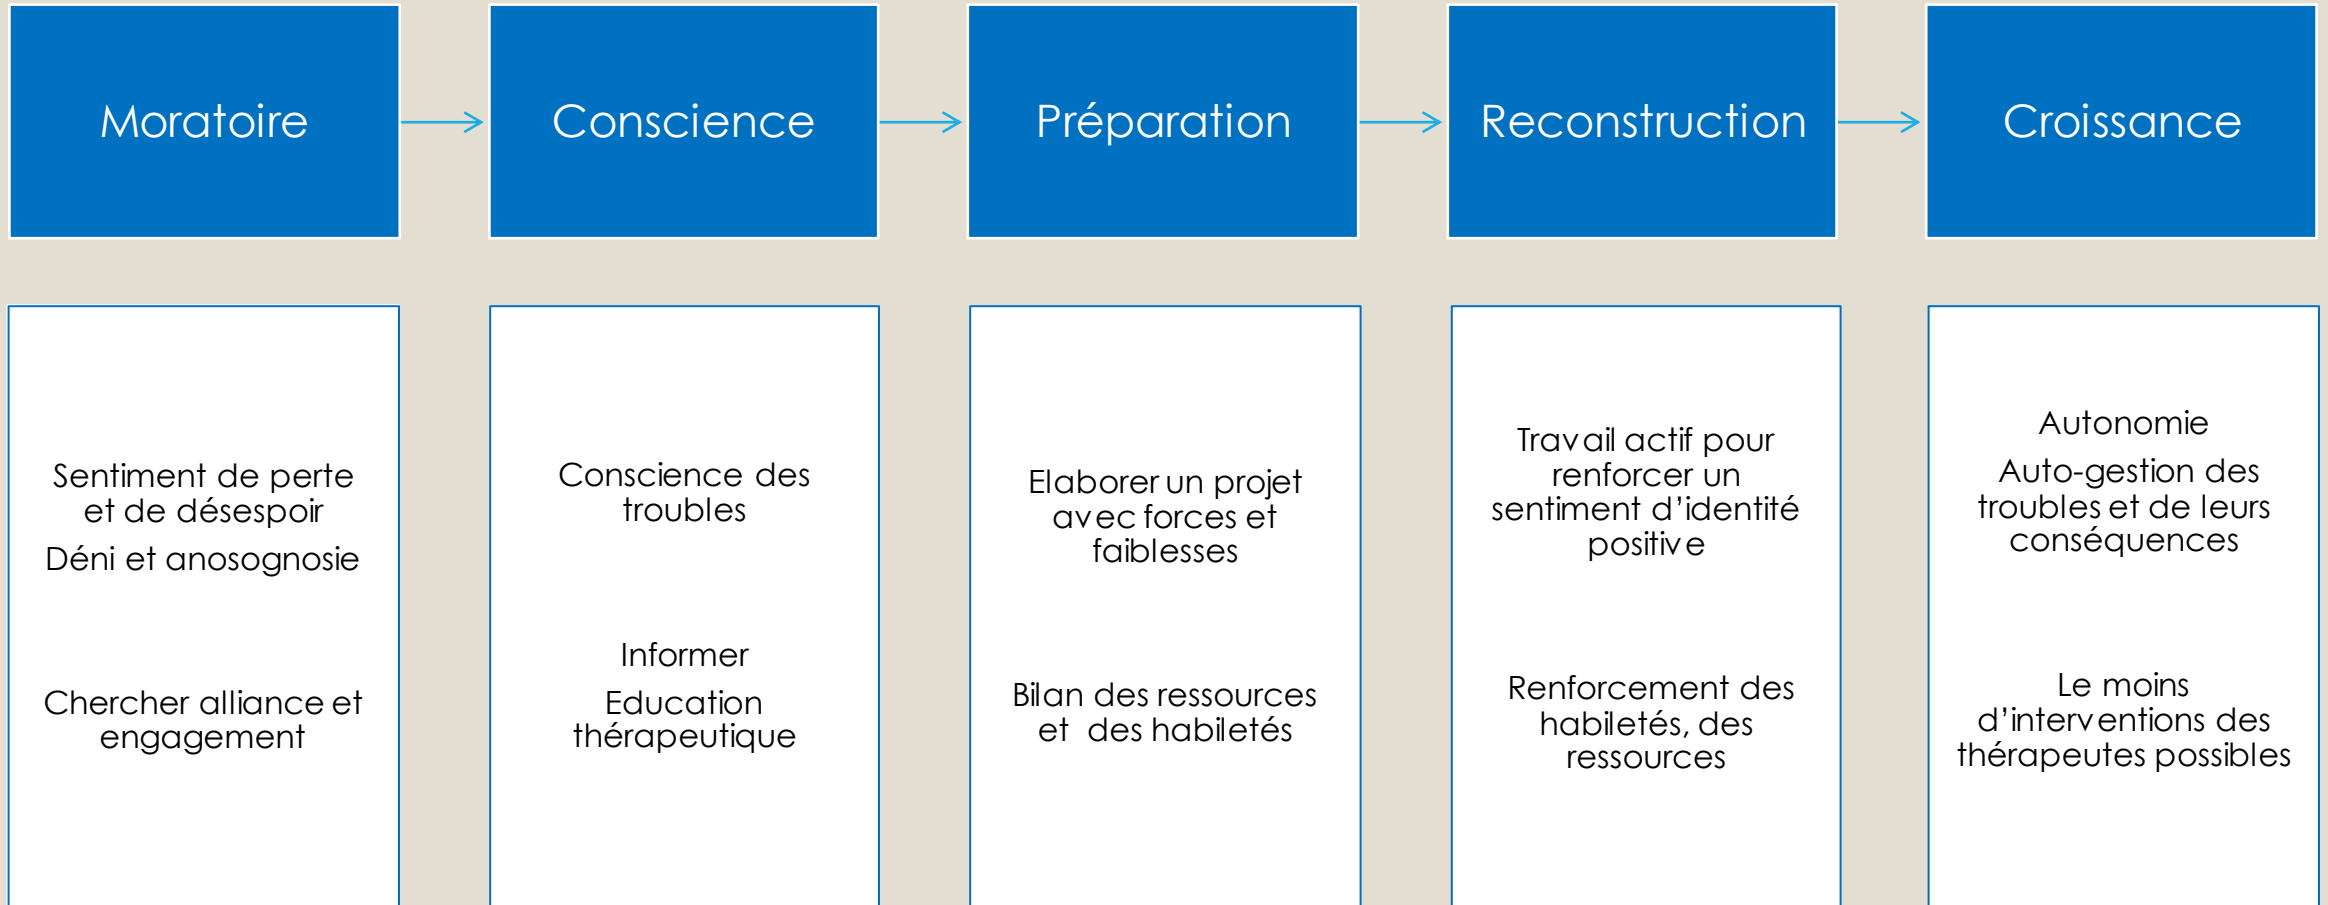 Moratoire
Conscience
Préparation
Reconstruction
Croissance
Sentiment de perte
et de désespoir
Déni et anosognosie
Chercher alliance et
engagement
Conscience des
troubles
Informer
Education
thérapeutique
Elaborer un projet
avec forces et
faiblesses
Bilan des ressources
et des habiletés
Travail actif pour
renforcer un
sentiment d’identité
positive
Renforcement des
habiletés, des
ressources
Autonomie
Auto-gestion des
troubles et de leurs
conséquences
Le moins
d’interventions des
thérapeutes possibles